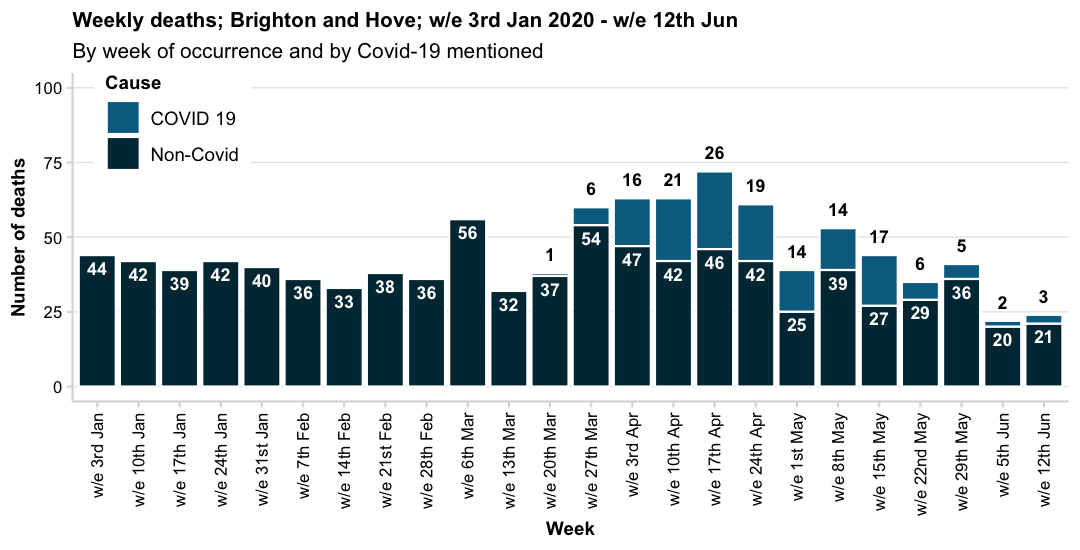 Weekly deaths; Brighton and Hove; w/e 3rd Jan 2020 - w/e 12th Jun
By week of occurrence and by Covid-19 mentioned
Cause
COVID 19
Non-Covid
Number of deaths
100
75
50
25
0
6 16 21 26 19 14 14 17 6 5 2 3
1
44 42 39 42 40 36 33 38 36 56 32 37 54 47 42 46 42 25 39 27 29 36 20 21
w/e 3rd Jan
w/e 10th Jan
w/e 17th Jan
w/e 24th Jan
w/e 31st Jan
w/e 7th Feb
w/e 14th Feb
w/e 21st Feb
w/e 28th Feb
w/e 6th Mar
w/e 13th Mar
w/e 20th Mar
w/e 27th Mar
w/e 3rd Apr
w/e 10th Apr
w/e 17th Apr
w/e 24th Apr
w/e 1st May
w/e 8th May
w/e 15th May
w/e 22nd May
w/e 29th May
w/e 5th Jun
w/e 12th Jun
Week